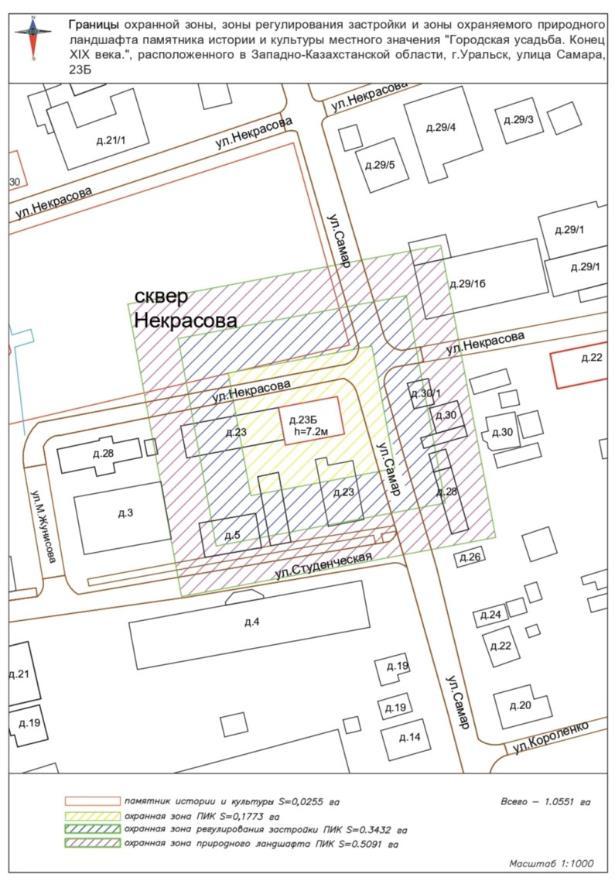 Границы охранной зоны, зоны регулирования застройки и зоны охраняемого природного
ландшафта памятника истории и культуры местного значения "Городская усадьба. Конец
XIX века.", расположенного в Западно-Казахстанской области, г.Уральск, улица Самара,
23Б
ул.Некрасова
д.21/1
ул.Некрасова
д.29/4
д.29/3
д.29/5
30
ул.Некрасова
ул.Самар
д.29/1
д.29/1
д.29/1б
сквер
Некрасова
ул.Некрасова
д.22
ул.Некрасова
д.30/1
д.30
д.23Б
h=7.2м
д.23
д.30
д.28
ул.Самар
д.23
д.28
д.3
ул.М.Жунисова
д.5
д.26
ул.Студенческая
д.24
д.4
д.22
д.21
д.19
ул.Самар
д.19
д.20
д.19
д.14
ул.Короленко
памятник истории и культуры S=0,0255 га
Всего – 1.0551 га
охранная зона ПИК S=0,1773 га
охранная зона регулирования застройки ПИК S=0.3432 га
охранная зона природного ландшафта ПИК S=0.5091 га
Масштаб 1:1000